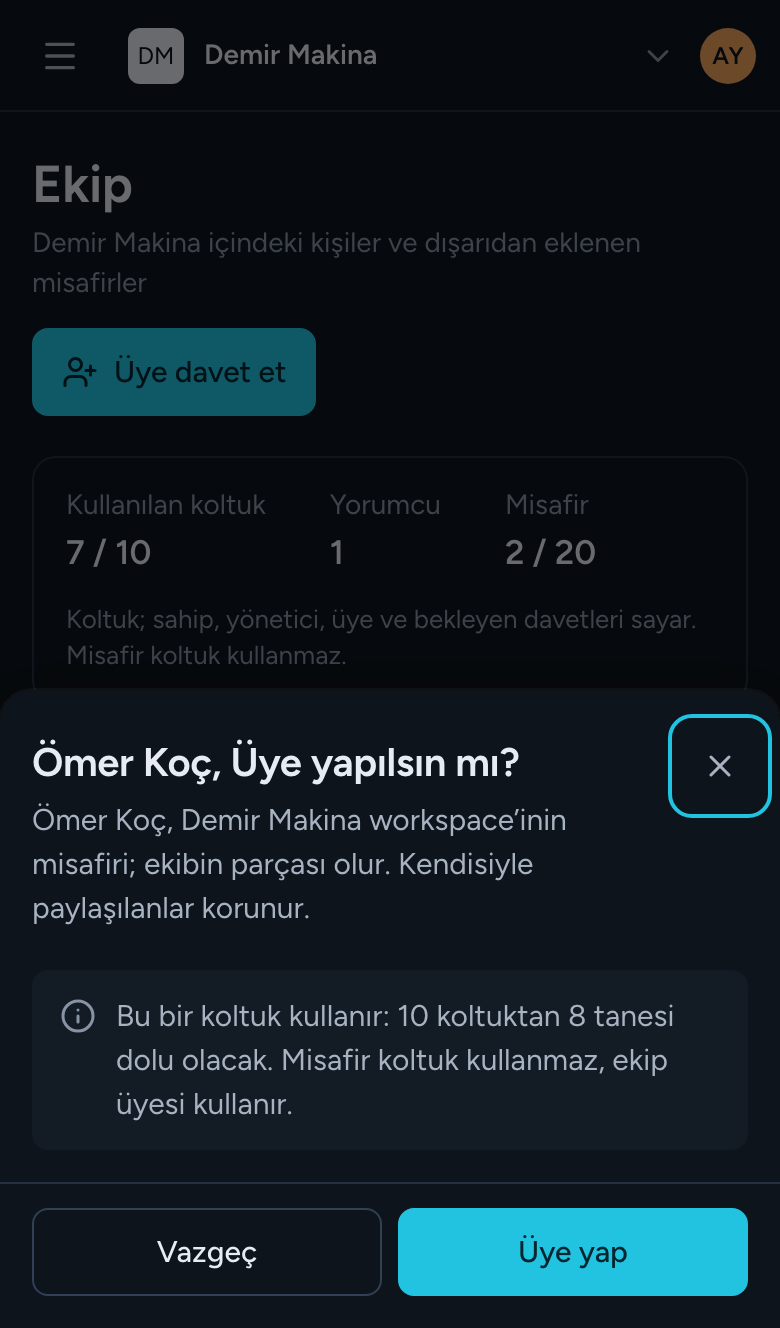 DM Demir Makina AY
Ekip
Demir Makina içindeki kişiler ve dışarıdan eklenen
misafirler
Üye davet et
Kullanılan koltuk Yorumcu Misafir
7 / 10 1 2 / 20
Koltuk; sahip, yönetici, üye ve bekleyen davetleri sayar.
Misafir koltuk kullanmaz.
Ömer Koç, Üye yapılsın mı?
Ömer Koç, Demir Makina workspace’inin
misafiri; ekibin parçası olur. Kendisiyle
paylaşılanlar korunur.
Bu bir koltuk kullanır: 10 koltuktan 8 tanesi
dolu olacak. Misafir koltuk kullanmaz, ekip
üyesi kullanır.
Vazgeç Üye yap